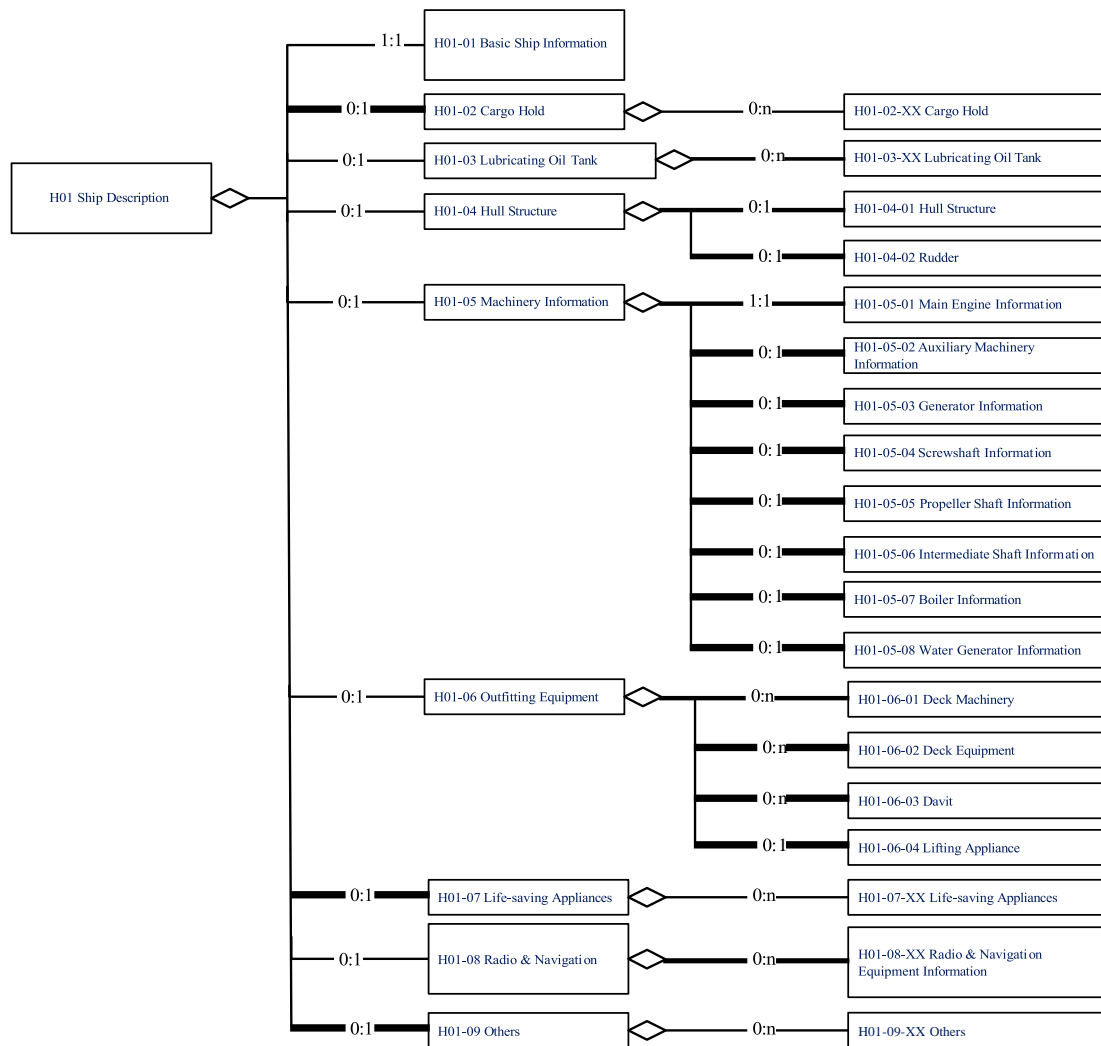 1:1
H01-01 Basic Ship Information
0:1
H01-02 Cargo Hold
0:n
H01-02-XX Cargo Hold
0:1
H01-03 Lubricating Oil Tank
0:n
H01-03-XX Lubricating Oil Tank
H01 Ship Description
0:1
H01-04 Hull Structure
0:1
H01-04-01 Hull Structure
0:1
H01-04-02 Rudder
0:1
H01-05 Machinery Information
1:1
H01-05-01 Main Engine Information
0:1
H01-05-02 Auxiliary Machinery
Information
0:1
H01-05-03 Generator Information
0:1
H01-05-04 Screwshaft Information
0:1
H01-05-05 Propeller Shaft Information
0:1
H01-05-06 Intermediate Shaft Information
0:1
H01-05-07 Boiler Information
0:1
H01-05-08 Water Generator Information
0:1
H01-06 Outfitting Equipment
0:n
H01-06-01 Deck Machinery
0:n
H01-06-02 Deck Equipment
0:n
H01-06-03 Davit
0:1
H01-06-04 Lifting Appliance
0:1
H01-07 Life-saving Appliances
0:n
H01-07-XX Life-saving Appliances
0:1
H01-08 Radio & Navigation
0:n
H01-08-XX Radio & Navigation
Equipment Information
0:1
H01-09 Others
0:n
H01-09-XX Others